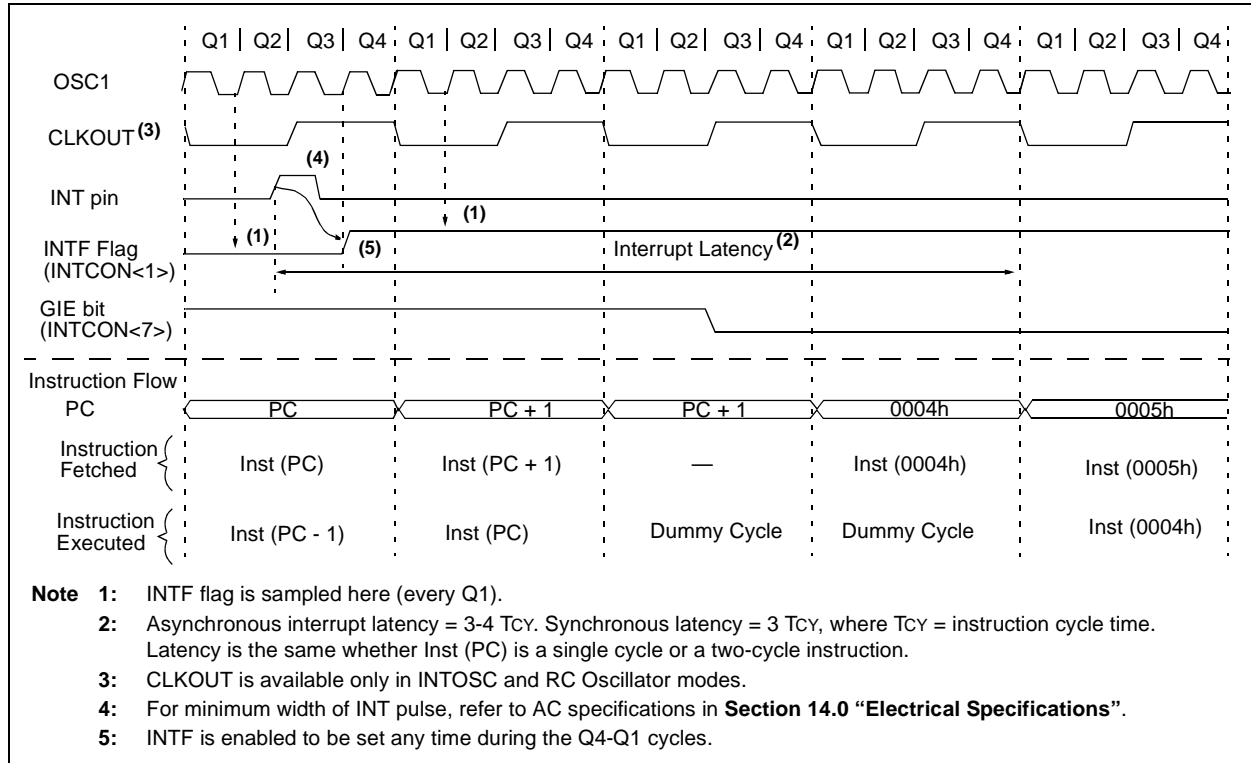 Q1 | Q2 | Q3 | Q4 Q1 | Q2 | Q3 | Q4 Q1 | Q2 | Q3 | Q4 Q1 | Q2 | Q3 | Q4 Q1 | Q2 | Q3 | Q4
OSC1
CLKOUT (3)
(4)
INT pin
(1)
(1)
(5)
INTF Flag
(INTCON<1>)
Interrupt Latency (2)
GIE bit
(INTCON<7>)
Instruction Flow
PC PC PC + 1 PC + 1 0004h 0005h
Instruction
Fetched
Inst (PC) Inst (PC + 1) — Inst (0004h) Inst (0005h)
Instruction
Executed
Inst (PC - 1) Inst (PC) Dummy Cycle Dummy Cycle Inst (0004h)
Note 1: INTF flag is sampled here (every Q1).
2: Asynchronous interrupt latency = 3-4 TCY. Synchronous latency = 3 TCY, where TCY = instruction cycle time.
Latency is the same whether Inst (PC) is a single cycle or a two-cycle instruction.
3: CLKOUT is available only in INTOSC and RC Oscillator modes.
4: For minimum width of INT pulse, refer to AC specifications in Section 14.0 “Electrical Specifications”.
5: INTF is enabled to be set any time during the Q4-Q1 cycles.